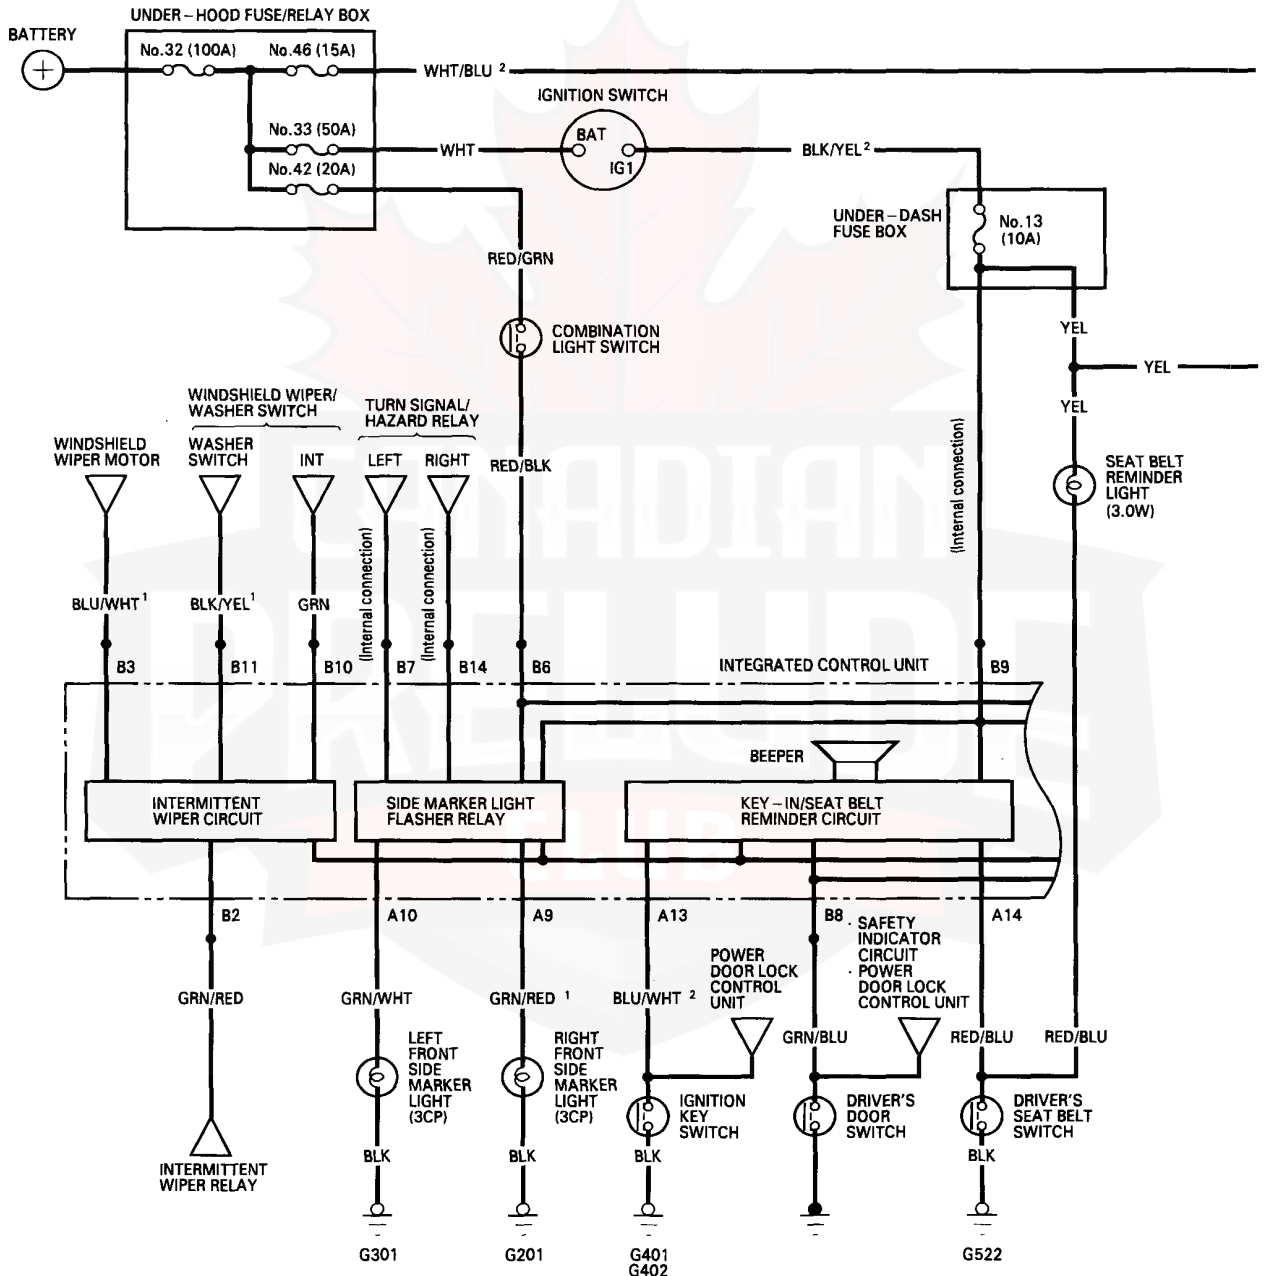 UNDER-HOOD FUSE/RELAY BOX
BATTERY
No.32 (100A)
No.46 (15A)
WHT/BLU 2
IGNITION SWITCH
No.33 (50A)
WHT
BAT
IG1
BLK/YEL 2
No.42 (20A)
UNDER-DASH
FUSE BOX
No.13
(10A)
RED/GRN
COMBINATION
LIGHT SWITCH
YEL
YEL
YEL
WINDSHIELD WIPER/
WASHER SWITCH
TURN SIGNAL/
HAZARD RELAY
WINDSHIELD
WIPER MOTOR
WASHER
SWITCH
INT
LEFT
RIGHT
RED/BLK
(Internal connection)
SEAT BELT
REMINDER
LIGHT
(3.0W)
CANADIAN
PRELUDE
CLUB
BLU/WHT 1
BLK/YEL 1
GRN
(Internal connection)
(Internal connection)
B3
B11
B10
B7
B14
B6
INTEGRATED CONTROL UNIT
B9
BEEPER
INTERMITTENT
WIPER CIRCUIT
SIDE MARKER LIGHT
FLASHER RELAY
KEY-IN/SEAT BELT
REMINDER CIRCUIT
B2
A10
A9
A13
B8
A14
· SAFETY
INDICATOR
CIRCUIT
· POWER
DOOR LOCK
CONTROL UNIT
POWER
DOOR LOCK
CONTROL
UNIT
GRN/RED
GRN/WHT
GRN/RED 1
BLU/WHT 2
GRN/BLU
RED/BLU
RED/BLU
LEFT
FRONT
SIDE
MARKER
LIGHT
(3CP)
RIGHT
FRONT
SIDE
MARKER
LIGHT
(3CP)
IGNITION
KEY
SWITCH
DRIVER'S
DOOR
SWITCH
DRIVER'S
SEAT BELT
SWITCH
INTERMITTENT
WIPER RELAY
BLK
BLK
BLK
BLK
G301
G201
G401
G402
G522